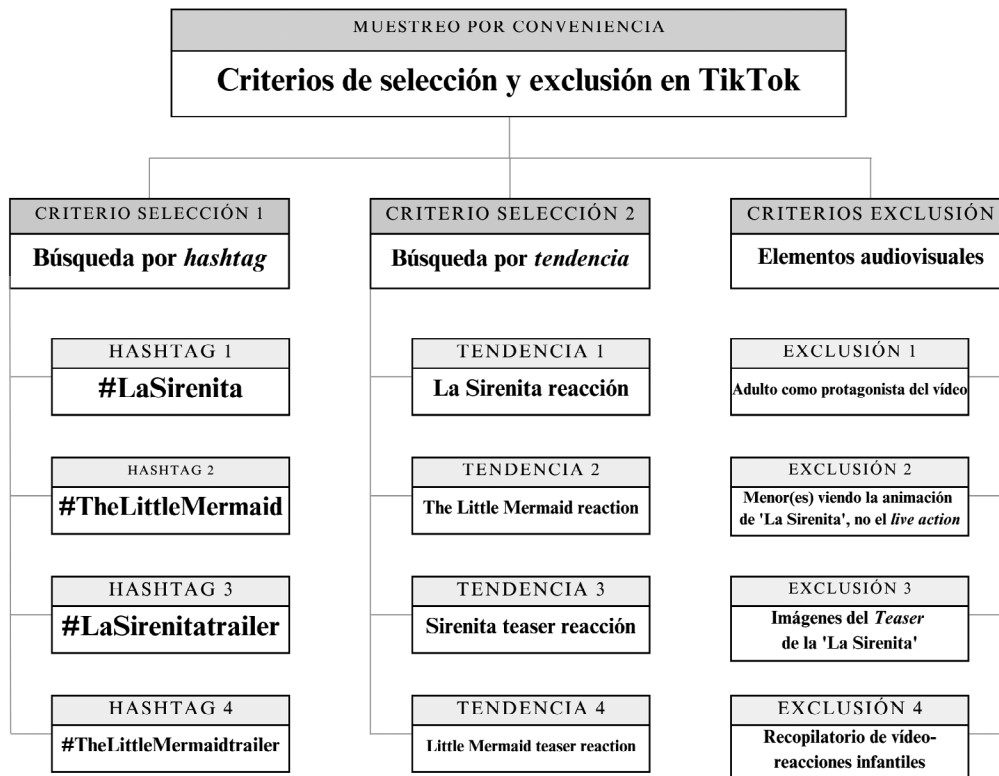 MUESTREO POR CONVENIENCIA
Criterios de selección y exclusión en TikTok
CRITERIO SELECCIÓN 1
Búsqueda por hashtag
HASHTAG 1
#LaSirenita
HASHTAG 2
#TheLittleMermaid
HASHTAG 3
#LaSirenitatrailer
HASHTAG 4
#TheLittleMermaidtrailer
CRITERIO SELECCIÓN 2
Búsqueda por tendencia
TENDENCIA 1
La Sirenita reacción
TENDENCIA 2
The Little Mermaid reaction
TENDENCIA 3
Sirenita teaser reacción
TENDENCIA 4
Little Mermaid teaser reaction
CRITERIOS EXCLUSIÓN
Elementos audiovisuales
EXCLUSIÓN 1
Adulto como protagonista del vídeo
EXCLUSIÓN 2
Menor(es) viendo la animación
de 'La Sirenita', no el live action
EXCLUSIÓN 3
Imágenes del Teaser
de la 'La Sirenita'
EXCLUSIÓN 4
Recopilatorio de vídeo-
reacciones infantiles